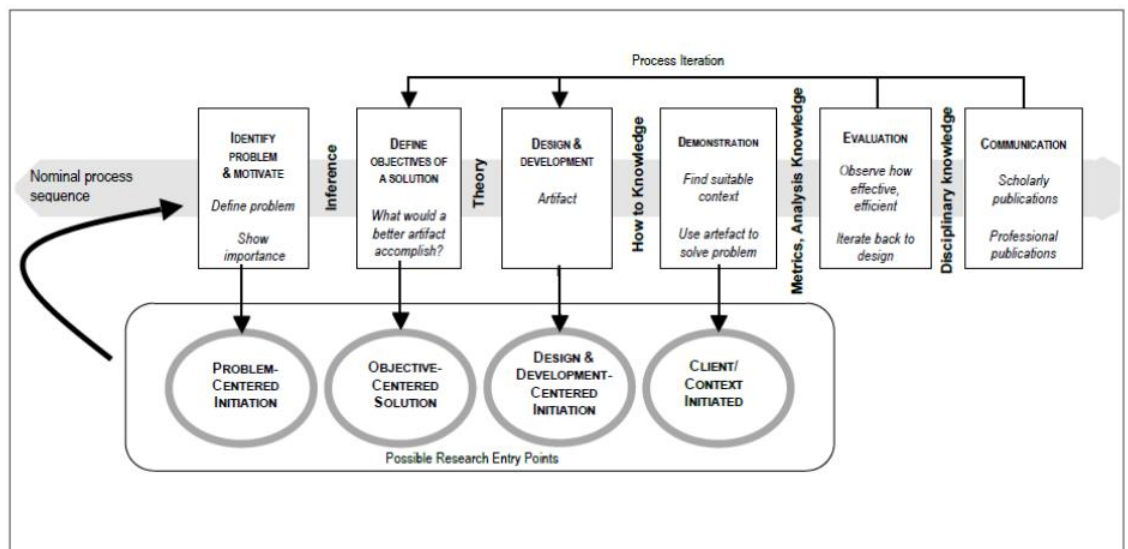 Process Iteration
Nominal process
sequence
IDENTIFY
PROBLEM
& MOTIVATE
Define problem
Show
importance
Inference
DEFINE
OBJECTIVES OF
A SOLUTION
What would a
better artifact
accomplish?
Theory
DESIGN &
DEVELOPMENT
Artifact
How to Knowledge
DEMONSTRATION
Find suitable
context
Use artefact to
solve problem
Metrics, Analysis Knowledge
EVALUATION
Observe how
effective,
efficient
Iterate back to
design
Disciplinary knowledge
COMMUNICATION
Scholarly
publications
Professional
publications
PROBLEM-
CENTERED
INITIATION
OBJECTIVE-
CENTERED
SOLUTION
DESIGN &
DEVELOPMENT-
CENTERED
INITIATION
CLIENT/
CONTEXT
INITIATED
Possible Research Entry Points